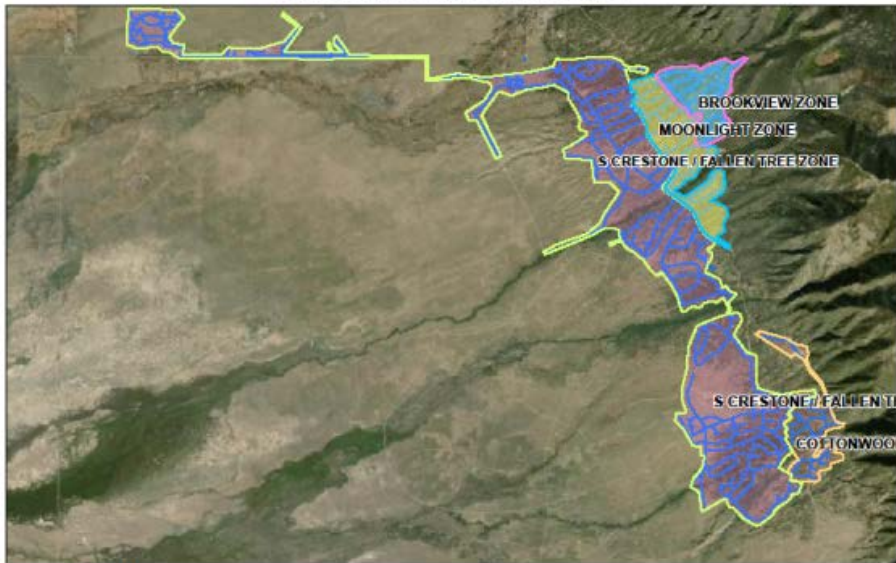 BROOKVIEW ZONE
MOONLIGHT ZONE
S CRESTONE / FALLEN TREE ZONE
S CRESTONE / FALLEN T
COTTONWOO